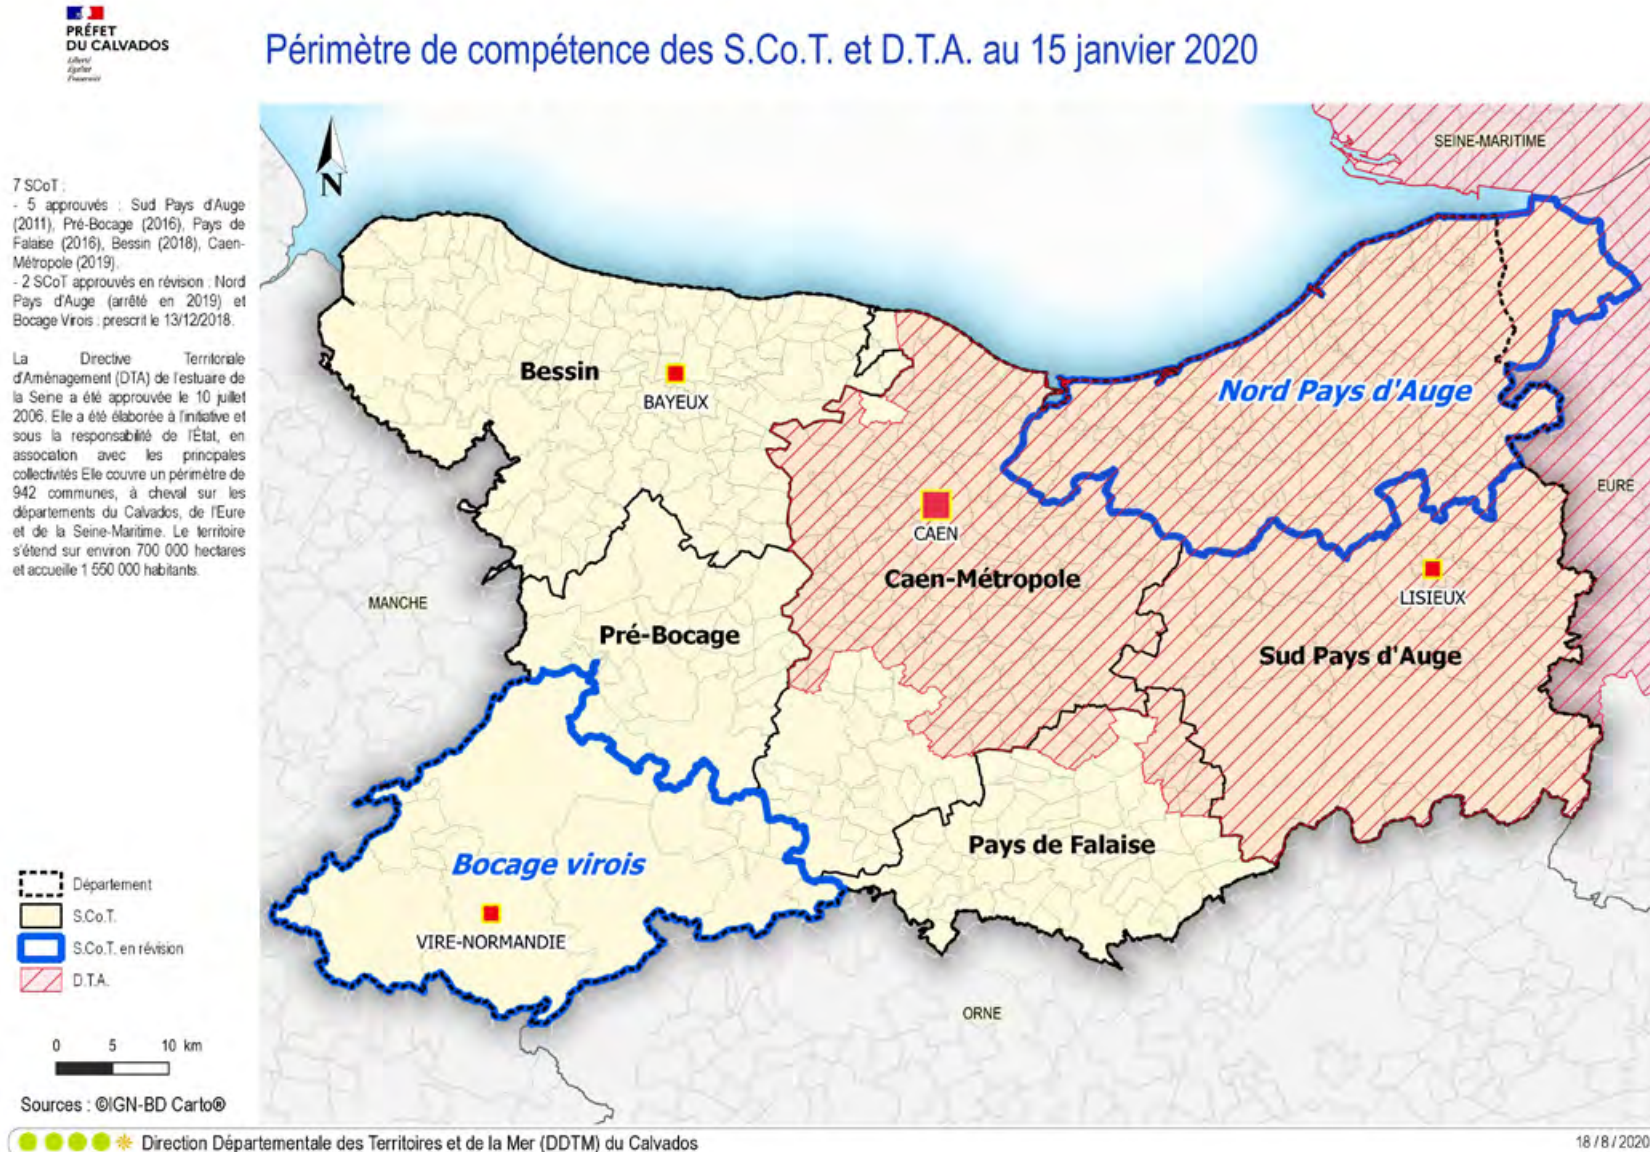 PRÉFET
DU CALVADOS
Liberté
Égalité
Fraternité
Périmètre de compétence des S.Co.T. et D.T.A. au 15 janvier 2020
7 SCoT :
- 5 approuvés : Sud Pays d'Auge
(2011), Pré-Bocage (2016), Pays de
Falaise (2016), Bessin (2018), Caen-
Métropole (2019).
- 2 SCoT approuvés en révision : Nord
Pays d'Auge (arrêté en 2019) et
Bocage Virois : prescrit le 13/12/2018.
La Directive Territoriale
d'Aménagement (DTA) de l'estuaire de
la Seine a été approuvée le 10 juillet
2006. Elle a été élaborée à l'initiative et
sous la responsabilité de l'État, en
assocation avec les principales
collectivités Elle couvre un périmètre de
942 communes, à cheval sur les
départements du Calvados, de l'Eure
et de la Seine-Maritime. Le territoire
s'étend sur environ 700 000 hectares
et accueille 1 550 000 habitants.
N
SEINE-MARITIME
Bessin
BAYEUX
Nord Pays d'Auge
EURE
CAEN
Caen-Métropole
LISIEUX
MANCHE
Pré-Bocage
Sud Pays d'Auge
Pays de Falaise
Bocage virois
VIRE-NORMANDIE
ORNE
Département
S.Co.T.
S.Co.T. en révision
D.T.A.
0 5 10 km
Sources : ©IGN-BD Carto®
Direction Départementale des Territoires et de la Mer (DDTM) du Calvados
18/8/2020